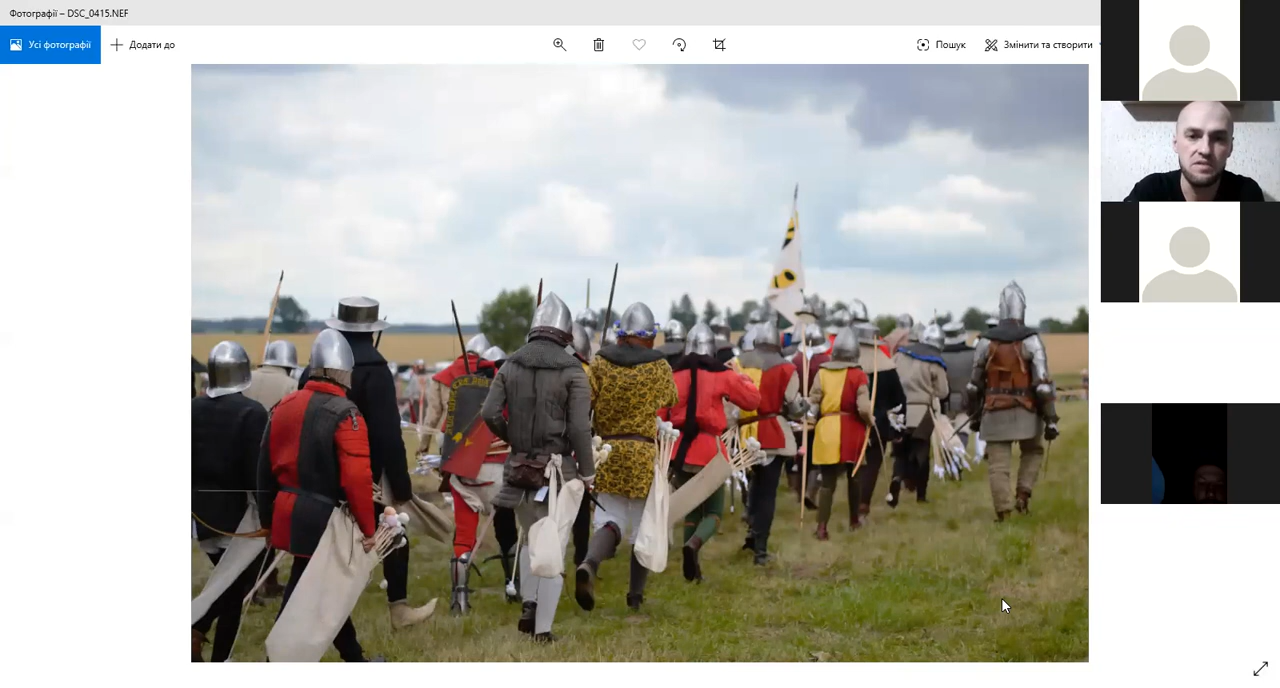 Фотографії – DSC_0415.NEF
Усі фотографії
Додати до
Пошук
Змінити та створити